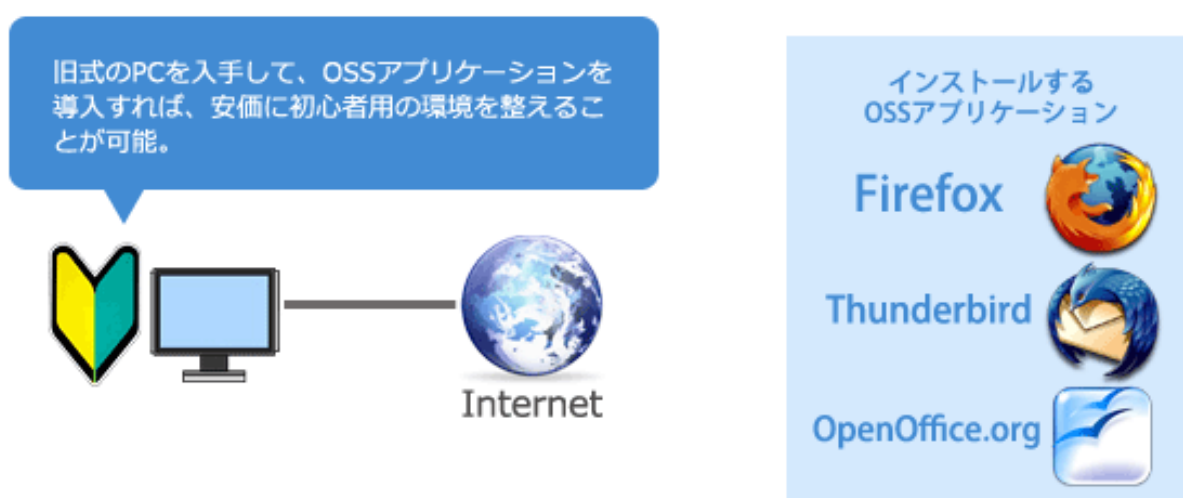 旧式のPCを入手して、OSSアプリケーションを
導入すれば、安価に初心者用の環境を整えるこ
とが可能。
Internet
インストールする
OSSアプリケーション
Firefox
Thunderbird
OpenOffice.org